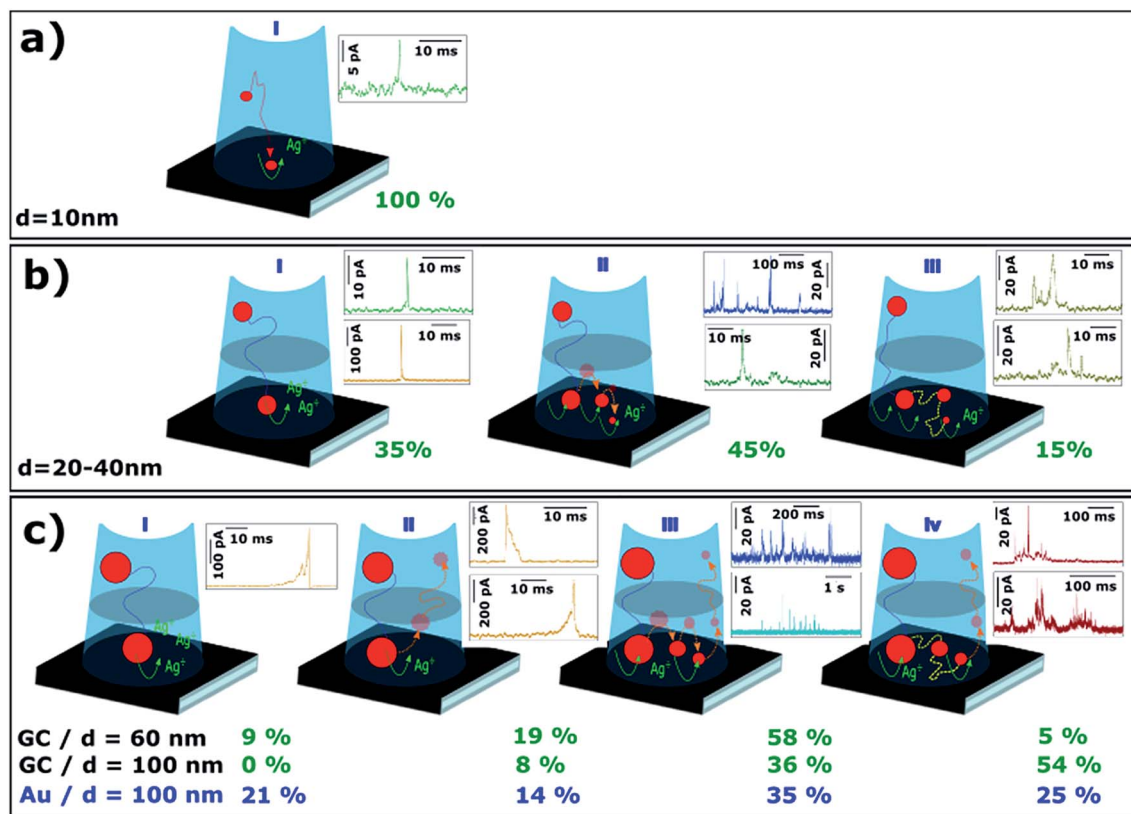 a)
I
5 pA
10 ms
Ag+
100 %
d=10nm
b)
I
10 pA
10 ms
100 pA
10 ms
Ag+
Ag+
35%
II
100 ms
20 pA
10 ms
20 pA
Ag+
45%
III
20 pA
10 ms
20 pA
10 ms
Ag+
15%
d=20-40nm
c)
I
10 ms
100 pA
Ag+
Ag+
Ag+
II
200 pA
10 ms
200 pA
10 ms
Ag+
III
20 pA
200 ms
20 pA
1 s
Ag+
Iv
20 pA
100 ms
20 pA
100 ms
Ag+
GC / d = 60 nm 9 % 19 % 58 % 5 %
GC / d = 100 nm 0 % 8 % 36 % 54 %
Au / d = 100 nm 21 % 14 % 35 % 25 %